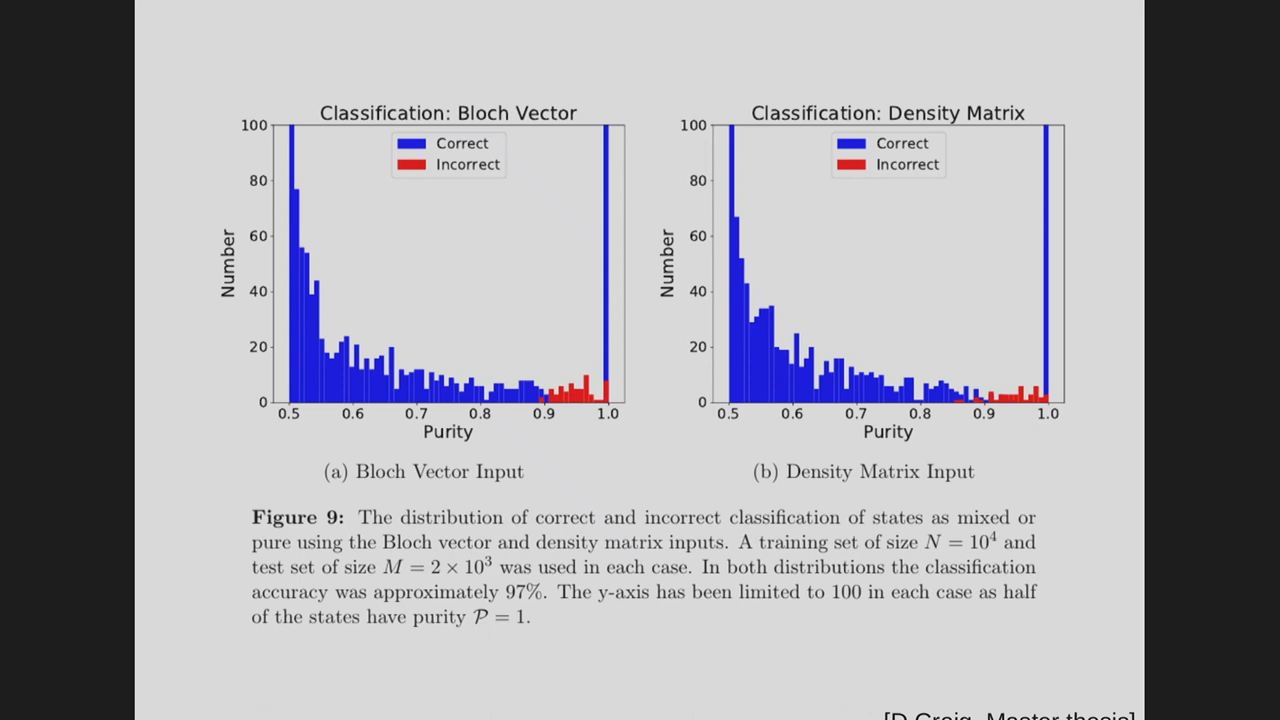 Classification: Bloch Vector
100
80
60
40
20
0
Number
Correct
Incorrect
0.5 0.6 0.7 0.8 0.9 1.0
Purity
(a) Bloch Vector Input
Classification: Density Matrix
100
80
60
40
20
0
Number
Correct
Incorrect
0.5 0.6 0.7 0.8 0.9 1.0
Purity
(b) Density Matrix Input
Figure 9: The distribution of correct and incorrect classification of states as mixed or
pure using the Bloch vector and density matrix inputs. A training set of size N = 10⁴ and
test set of size M = 2 × 10³ was used in each case. In both distributions the classification
accuracy was approximately 97%. The y-axis has been limited to 100 in each case as half
of the states have purity 𝒫 = 1.
[D Craig, Master thesis]